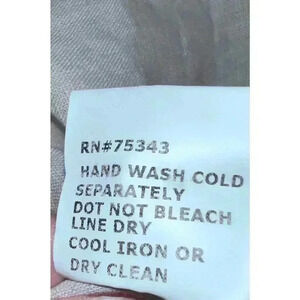 RN#75343
HAND WASH COLD
SEPARATELY
DOT NOT BLEACH
LINE DRY
COOL IRON OR
DRY CLEAN